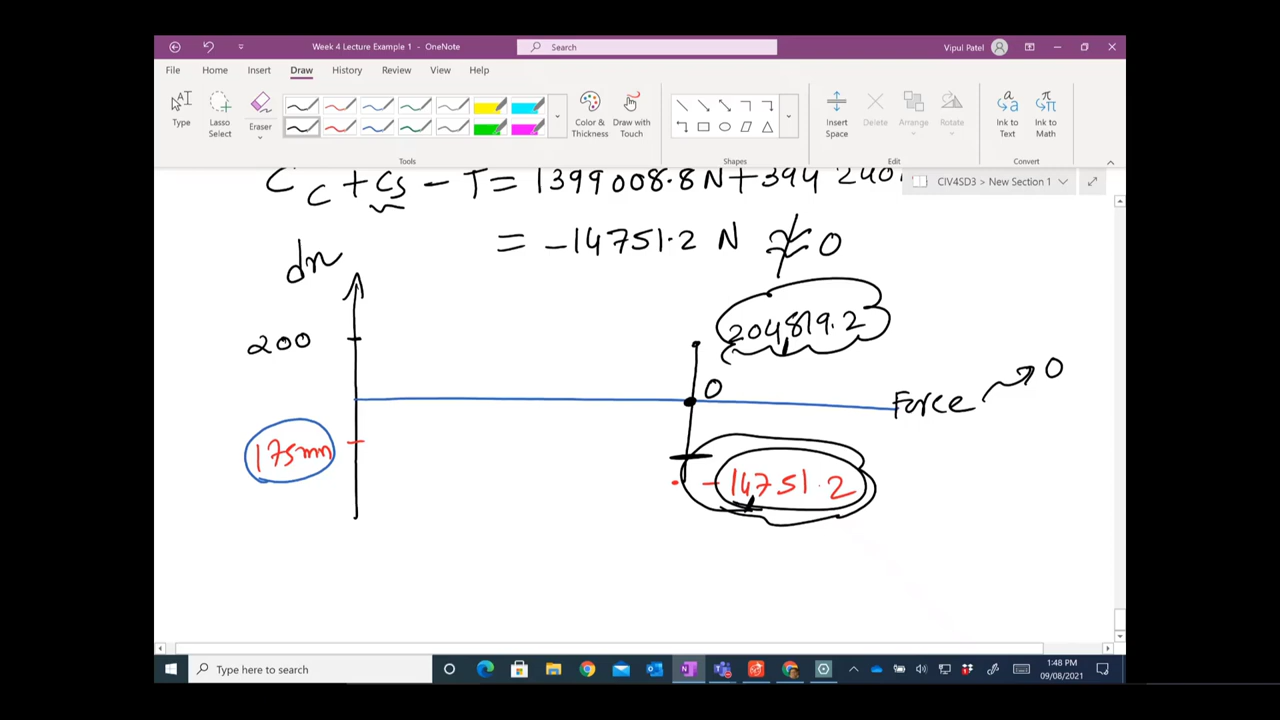 Week 4 Lecture Example 1 - OneNote
Search
Vipul Patel
File Home Insert Draw History Review View Help
Type
Lasso Select
Eraser
Color & Thickness
Draw with Touch
Insert Space
Delete
Arrange
Rotate
Ink to Text
Ink to Math
Tools
Shapes
Edit
Convert
CIV4SD3 > New Section 1
Cc + Cs - T = 1399008.8N +
= -14751.2 N ≉ 0
dn
204819.2
200
0
Force → 0
175mm
-14751.2
Type here to search
1:48 PM
09/08/2021